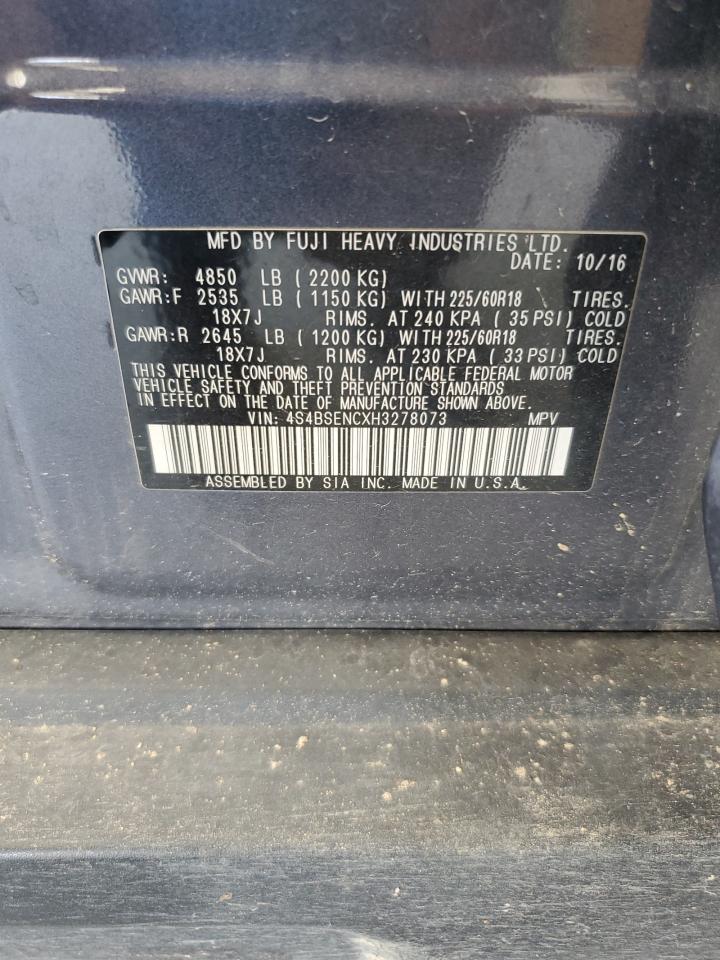 MFD BY FUJI HEAVY INDUSTRIES LTD.
DATE: 10/16
GVWR: 4850 LB ( 2200 KG)
GAWR:F 2535 LB ( 1150 KG) WITH 225/60R18 TIRES.
18X7J RIMS. AT 240 KPA ( 35 PSI) COLD
GAWR:R 2645 LB ( 1200 KG) WITH 225/60R18 TIRES.
18X7J RIMS. AT 230 KPA ( 33 PSI) COLD
THIS VEHICLE CONFORMS TO ALL APPLICABLE FEDERAL MOTOR
VEHICLE SAFETY AND THEFT PREVENTION STANDARDS
IN EFFECT ON THE DATE OF MANUFACTURE SHOWN ABOVE.
VIN: 4S4BSENCXH3278073 MPV
ASSEMBLED BY SIA INC. MADE IN U.S.A.